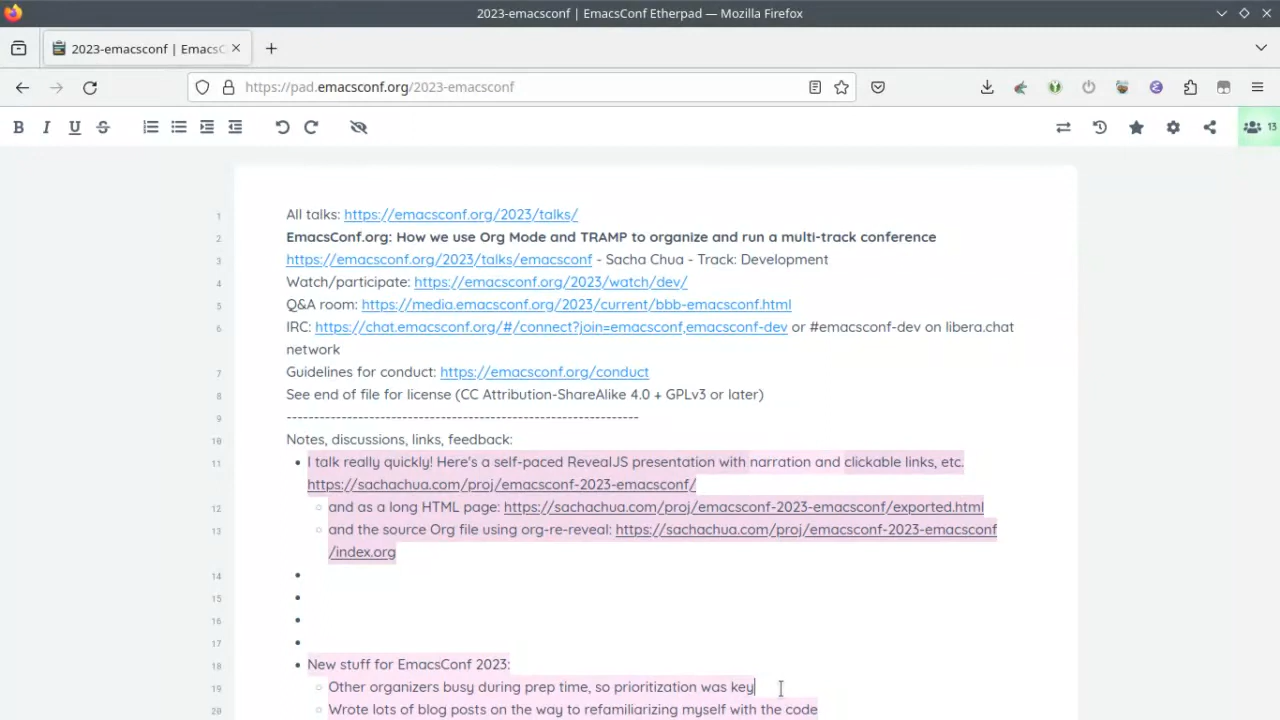 2023-emacsconf | EmacsConf Etherpad — Mozilla Firefox
2023-emacsconf | EmacsC
https://pad.emacsconf.org/2023-emacsconf
B I U S
13
1 All talks: https://emacsconf.org/2023/talks/
2 EmacsConf.org: How we use Org Mode and TRAMP to organize and run a multi-track conference
3 https://emacsconf.org/2023/talks/emacsconf - Sacha Chua - Track: Development
4 Watch/participate: https://emacsconf.org/2023/watch/dev/
5 Q&A room: https://media.emacsconf.org/2023/current/bbb-emacsconf.html
6 IRC: https://chat.emacsconf.org/#/connect?join=emacsconf,emacsconf-dev or #emacsconf-dev on libera.chat
network
7 Guidelines for conduct: https://emacsconf.org/conduct
8 See end of file for license (CC Attribution-ShareAlike 4.0 + GPLv3 or later)
9 ----------------------------------------------------------------
10 Notes, discussions, links, feedback:
11 • I talk really quickly! Here's a self-paced RevealJS presentation with narration and clickable links, etc.
https://sachachua.com/proj/emacsconf-2023-emacsconf/
12 ◦ and as a long HTML page: https://sachachua.com/proj/emacsconf-2023-emacsconf/exported.html
13 ◦ and the source Org file using org-re-reveal: https://sachachua.com/proj/emacsconf-2023-emacsconf
/index.org
14 •
15 •
16 •
17 •
18 • New stuff for EmacsConf 2023:
19 ◦ Other organizers busy during prep time, so prioritization was key
20 ◦ Wrote lots of blog posts on the way to refamiliarizing myself with the code